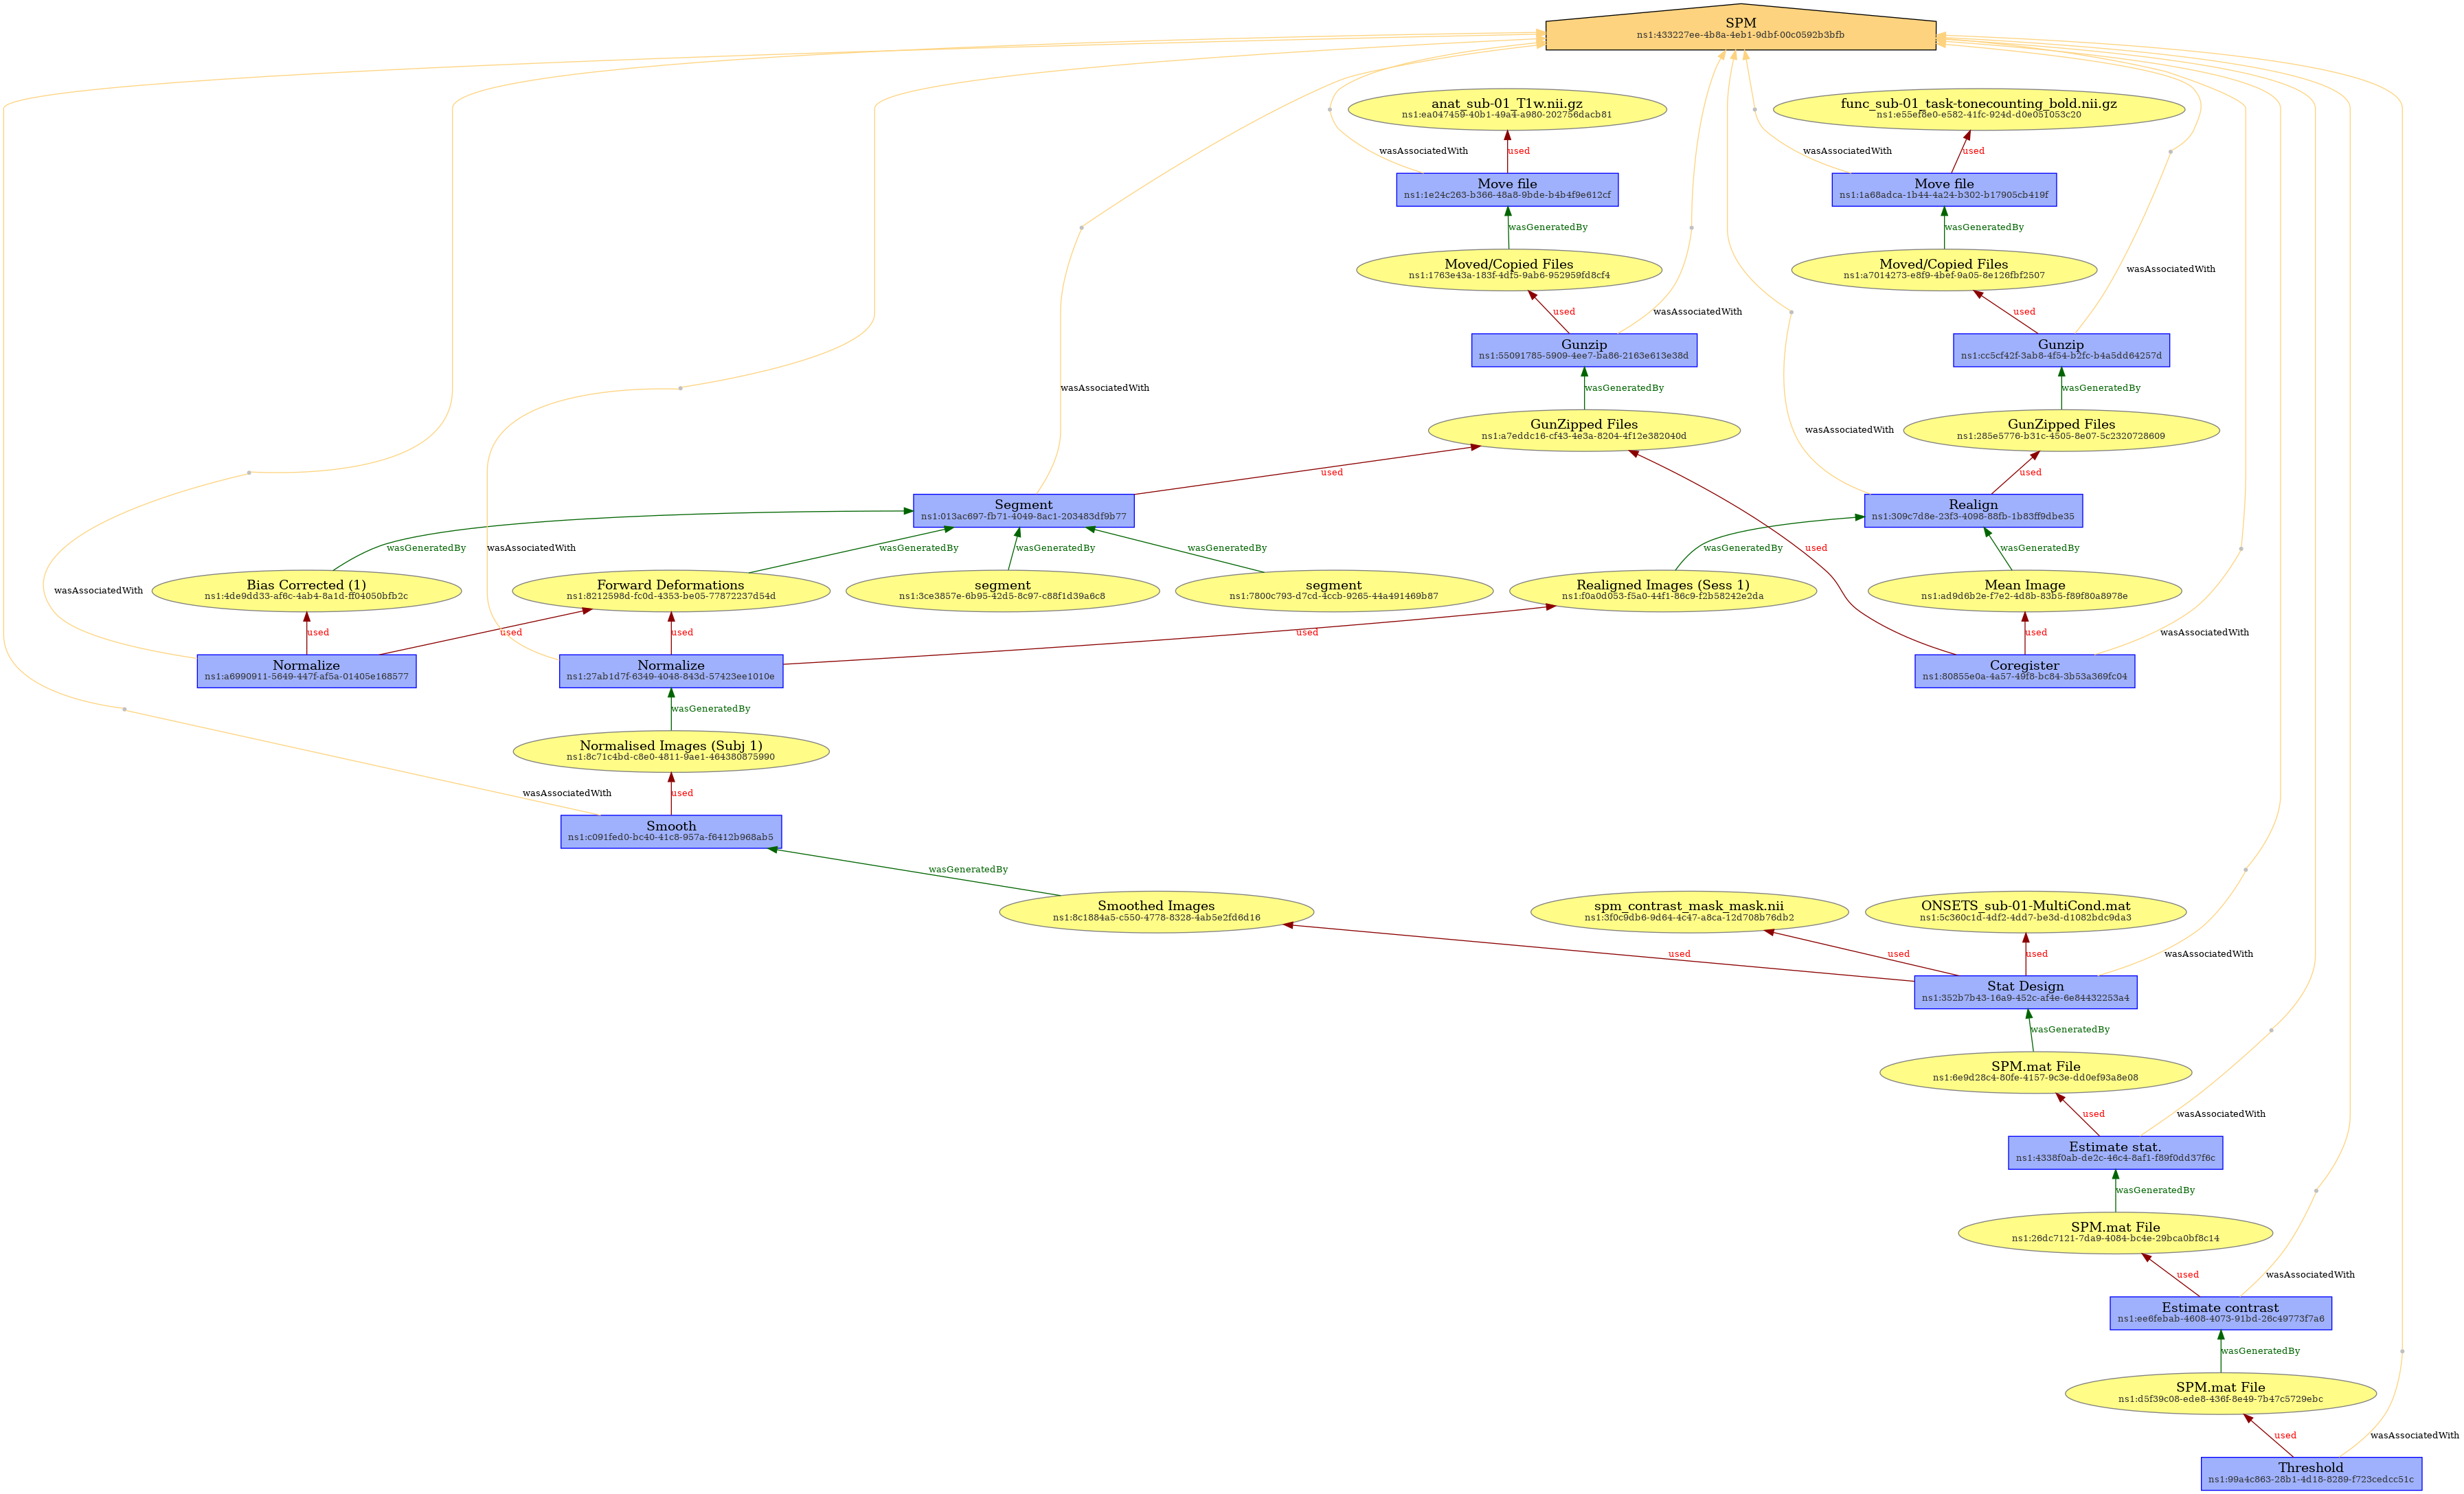 SPM
ns1:433227ee-4b8a-4eb1-9dbf-00c0592b3bfb
anat_sub-01_T1w.nii.gz
ns1:ea047459-40b1-49a4-a980-202756dacb81
func_sub-01_task-tonecounting_bold.nii.gz
ns1:e55ef8e0-e582-41fc-924d-d0e051053c20
wasAssociatedWith
used
wasAssociatedWith
used
Move file
ns1:1e24c263-b366-48a8-9bde-b4b4f9e612cf
Move file
ns1:1a68adca-1b44-4a24-b302-b17905cb419f
wasGeneratedBy
wasGeneratedBy
Moved/Copied Files
ns1:1763e43a-183f-4df5-9ab6-952959fd8cf4
Moved/Copied Files
ns1:a7014273-e8f9-4bef-9a05-8e126fbf2507
wasAssociatedWith
used
wasAssociatedWith
used
Gunzip
ns1:55091785-5909-4ee7-ba86-2163e613e38d
Gunzip
ns1:cc5cf42f-3ab8-4f54-b2fc-b4a5dd64257d
wasAssociatedWith
wasGeneratedBy
wasGeneratedBy
GunZipped Files
ns1:a7eddc16-cf43-4e3a-8204-4f12e382040d
GunZipped Files
ns1:285e5776-b31c-4505-8e07-5c2320728609
wasAssociatedWith
used
used
Segment
ns1:013ac697-fb71-4049-8ac1-203483df9b77
Realign
ns1:309c7d8e-23f3-4098-88fb-1b83ff9dbe35
wasGeneratedBy
wasAssociatedWith
wasGeneratedBy
wasGeneratedBy
wasGeneratedBy
wasGeneratedBy
used
wasGeneratedBy
wasAssociatedWith
Bias Corrected (1)
ns1:4de9dd33-af6c-4ab4-8a1d-ff04050bfb2c
Forward Deformations
ns1:8212598d-fc0d-4353-be05-77872237d54d
segment
ns1:3ce3857e-6b95-42d5-8c97-c88f1d39a6c8
segment
ns1:7800c793-d7cd-4ccb-9265-44a491469b87
Realigned Images (Sess 1)
ns1:f0a0d053-f5a0-44f1-86c9-f2b58242e2da
Mean Image
ns1:ad9d6b2e-f7e2-4d8b-83b5-f89f80a8978e
used
used
used
used
used
wasAssociatedWith
Normalize
ns1:a6990911-5649-447f-af5a-01405e168577
Normalize
ns1:27ab1d7f-6349-4048-843d-57423ee1010e
Coregister
ns1:80855e0a-4a57-49f8-bc84-3b53a369fc04
wasGeneratedBy
Normalised Images (Subj 1)
ns1:8c71c4bd-c8e0-4811-9ae1-464380875990
wasAssociatedWith
used
Smooth
ns1:c091fed0-bc40-41c8-957a-f6412b968ab5
wasGeneratedBy
Smoothed Images
ns1:8c1884a5-c550-4778-8328-4ab5e2fd6d16
spm_contrast_mask_mask.nii
ns1:3f0c9db6-9d64-4c47-a8ca-12d708b76db2
ONSETS_sub-01-MultiCond.mat
ns1:5c360c1d-4df2-4dd7-be3d-d1082bdc9da3
used
used
used
wasAssociatedWith
Stat Design
ns1:352b7b43-16a9-452c-af4e-6e84432253a4
wasGeneratedBy
SPM.mat File
ns1:6e9d28c4-80fe-4157-9c3e-dd0ef93a8e08
used
wasAssociatedWith
Estimate stat.
ns1:4338f0ab-de2c-46c4-8af1-f89f0dd37f6c
wasGeneratedBy
SPM.mat File
ns1:26dc7121-7da9-4084-bc4e-29bca0bf8c14
used
wasAssociatedWith
Estimate contrast
ns1:ee6febab-4608-4073-91bd-26c49773f7a6
wasGeneratedBy
SPM.mat File
ns1:d5f39c08-ede8-436f-8e49-7b47c5729ebc
used
wasAssociatedWith
Threshold
ns1:99a4c863-28b1-4d18-8289-f723cedcc51c